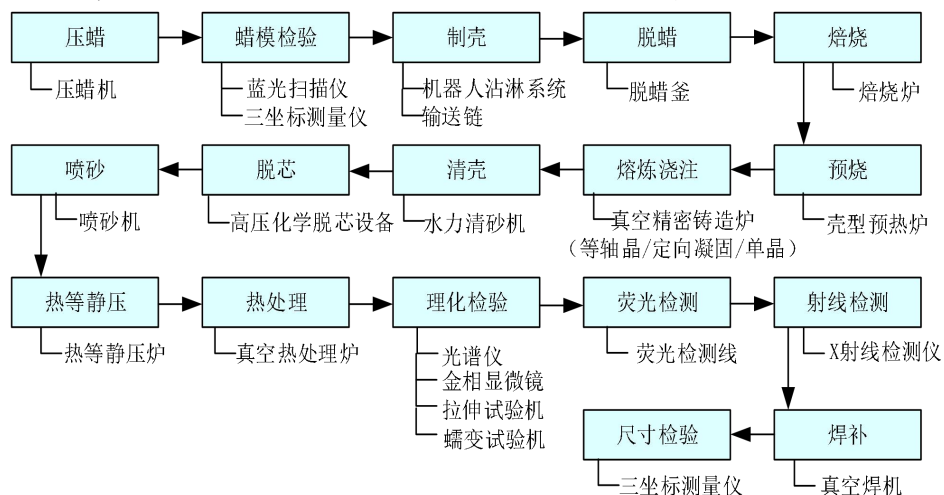 压蜡
蜡模检验
制壳
脱蜡
焙烧
压蜡机
蓝光扫描仪
三坐标测量仪
机器人沾淋系统
输送链
脱蜡釜
焙烧炉
喷砂
脱芯
清壳
熔炼浇注
预烧
喷砂机
高压化学脱芯设备
水力清砂机
真空精密铸造炉
（等轴晶/定向凝固/单晶）
壳型预热炉
热等静压
热处理
理化检验
荧光检测
射线检测
热等静压炉
真空热处理炉
光谱仪
金相显微镜
拉伸试验机
蠕变试验机
荧光检测线
X射线检测仪
尺寸检验
焊补
三坐标测量仪
真空焊机